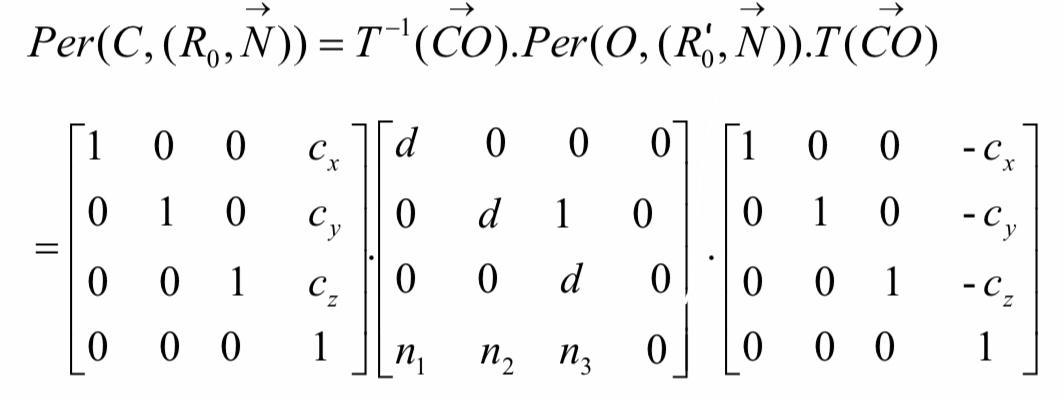 Per(C, (R₀, N⃗)) = T⁻¹(CO⃗).Per(O, (R′₀, N⃗)).T(CO⃗)
1 0 0 cₓ d 0 0 0 1 0 0 -cₓ
0 1 0 c_y 0 d 1 0 0 1 0 -c_y
= . .
0 0 1 c_z 0 0 d 0 0 0 1 -c_z
0 0 0 1 n₁ n₂ n₃ 0 0 0 0 1